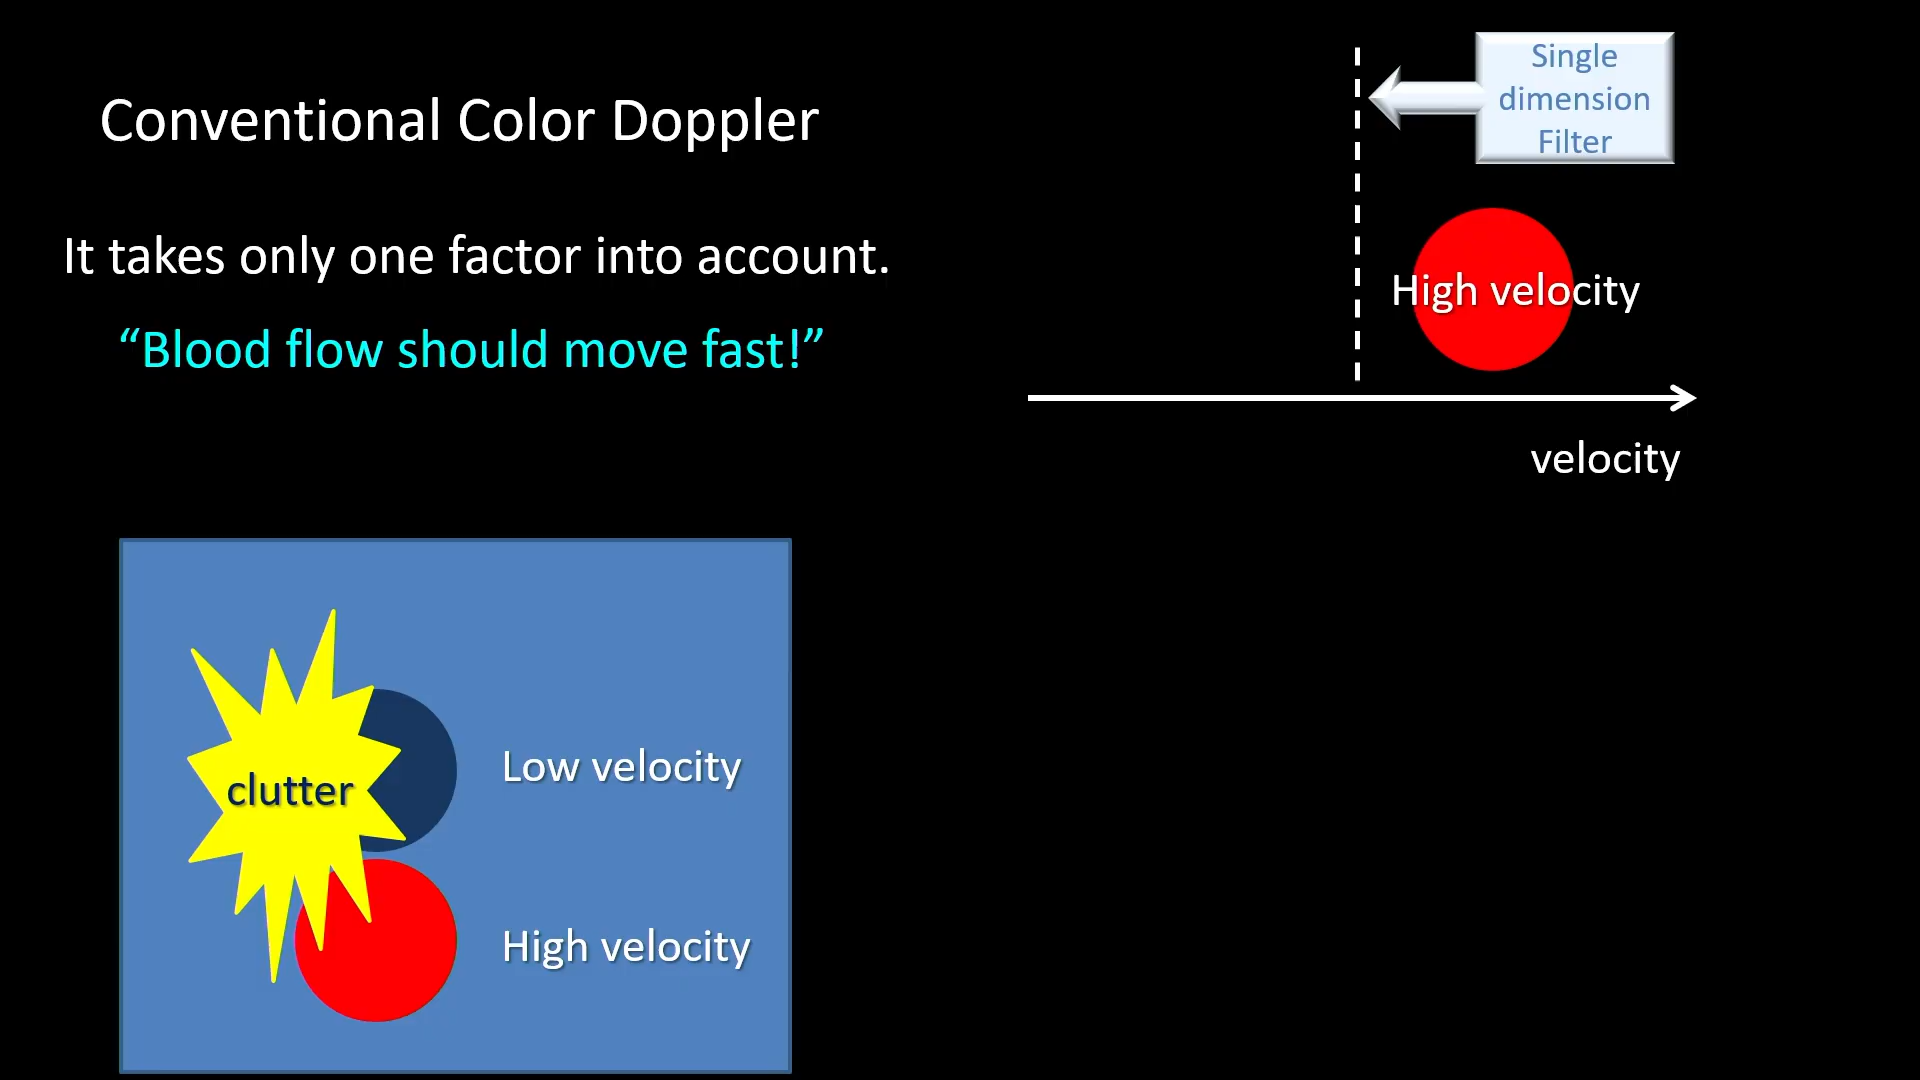 Conventional Color Doppler
It takes only one factor into account.
“Blood flow should move fast!”
Single
dimension
Filter
High velocity
velocity
clutter
Low velocity
High velocity